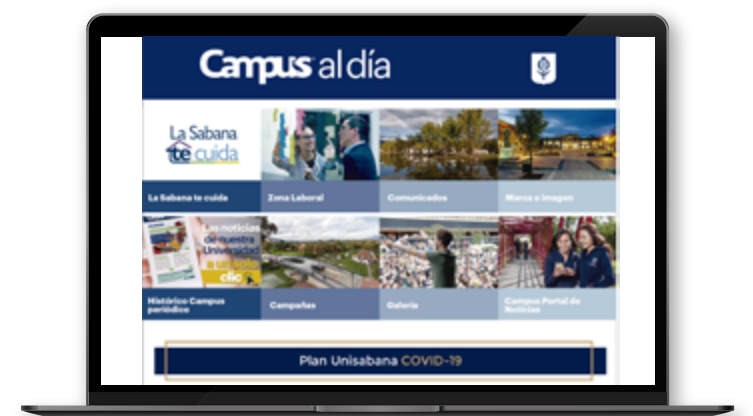 Campus al día
La Sabana
te cuida
La Sabana te cuida
Zona Laboral
Comunicados
Marca e imagen
Las noticias
de nuestra
Universidad
a un solo
clic
Histórico Campus
periódico
Campañas
Galería
Campus Portal de
Noticias
Plan Unisabana COVID-19